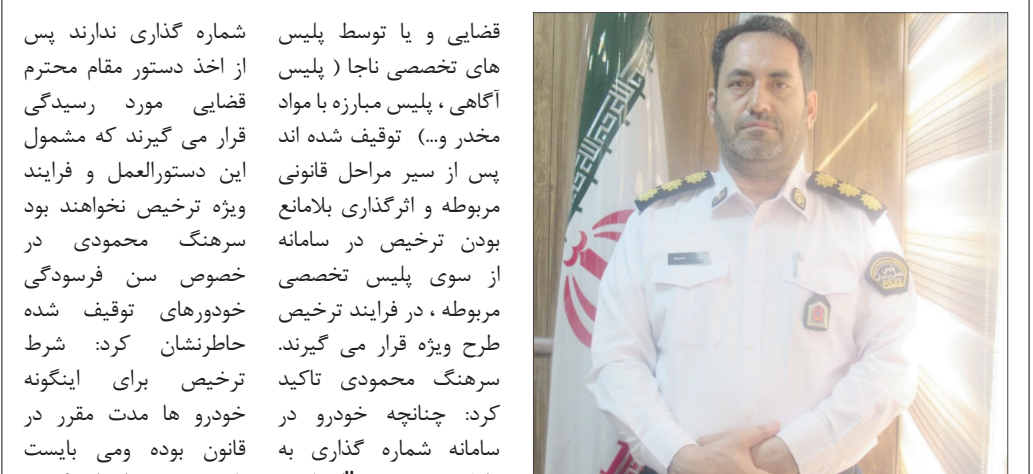 قضایی و یا توسط پلیس
های تخصصی ناجا ( پلیس
آگاهی ، پلیس مبارزه با مواد
مخدر و...) توقیف شده اند
پس از سیر مراحل قانونی
مربوطه و اثرگذاری بلامانع
بودن ترخیص در سامانه
از سوی پلیس تخصصی
مربوطه ، در فرایند ترخیص
طرح ویژه قرار می گیرند.
سرهنگ محمودی تاکید
کرد: چنانچه خودرو در
سامانه شماره گذاری به
شماره گذاری ندارند پس
از اخذ دستور مقام محترم
قضایی مورد رسیدگی
قرار می گیرند که مشمول
این دستورالعمل و فرایند
ویژه ترخیص نخواهند بود
سرهنگ محمودی در
خصوص سن فرسودگی
خودورهای توقیف شده
حاطرنشان کرد: شرط
ترخیص برای اینگونه
خودرو ها مدت مقرر در
قانون بوده ومی بایست